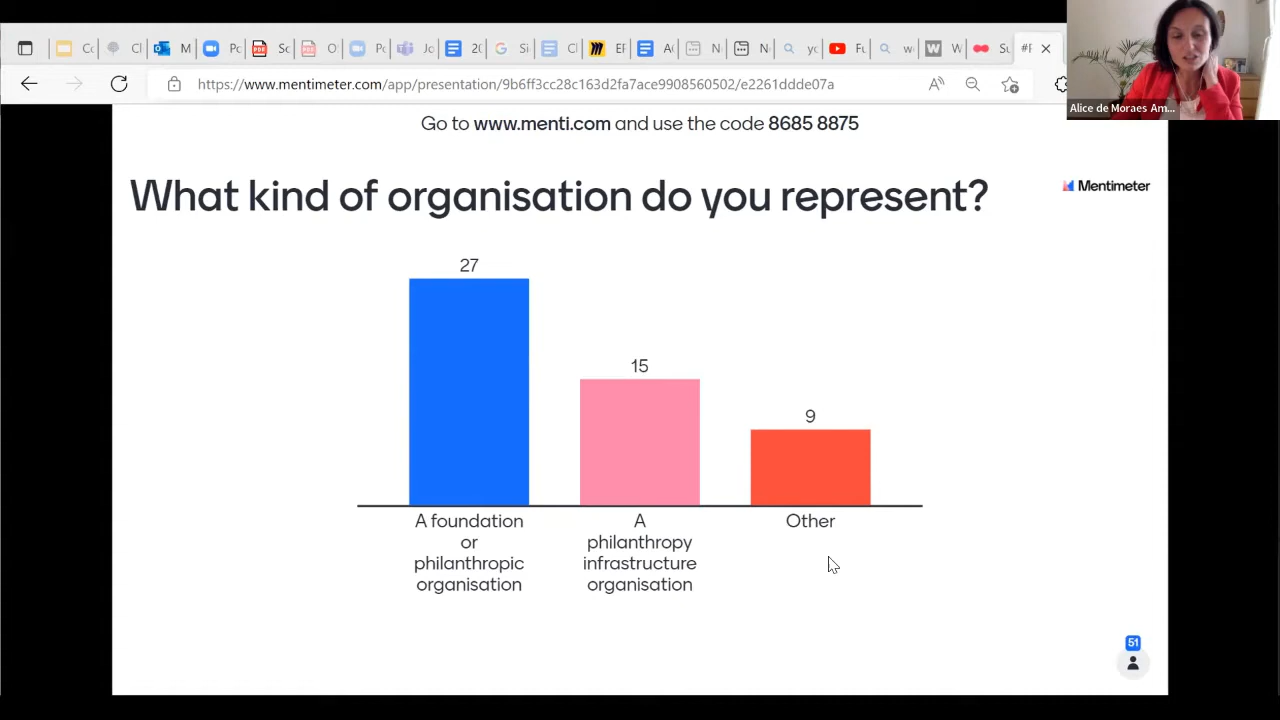 https://www.mentimeter.com/app/presentation/9b6ff3cc28c163d2fa7ace9908560502/e2261dddde07a
Alice de Moraes Am...
Go to www.menti.com and use the code 8685 8875
What kind of organisation do you represent?
Mentimeter
27
15
9
A foundation
or
philanthropic
organisation
A
philanthropy
infrastructure
organisation
Other
51